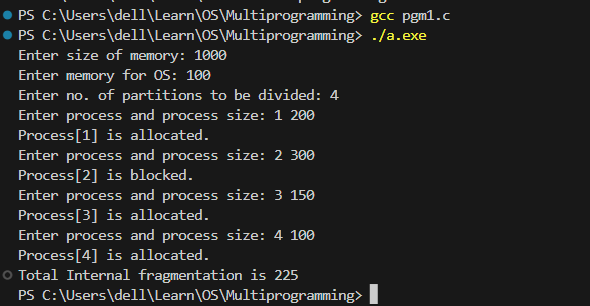 PS C:\Users\dell\Learn\OS\Multiprogramming> gcc pgm1.c
PS C:\Users\dell\Learn\OS\Multiprogramming> ./a.exe
Enter size of memory: 1000
Enter memory for OS: 100
Enter no. of partitions to be divided: 4
Enter process and process size: 1 200
Process[1] is allocated.
Enter process and process size: 2 300
Process[2] is blocked.
Enter process and process size: 3 150
Process[3] is allocated.
Enter process and process size: 4 100
Process[4] is allocated.
Total Internal fragmentation is 225
PS C:\Users\dell\Learn\OS\Multiprogramming>